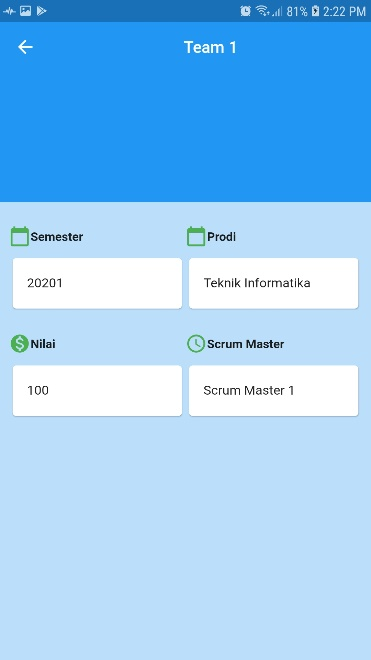 81% 2:22 PM
Team 1
Semester Prodi
20201 Teknik Informatika
Nilai Scrum Master
100 Scrum Master 1